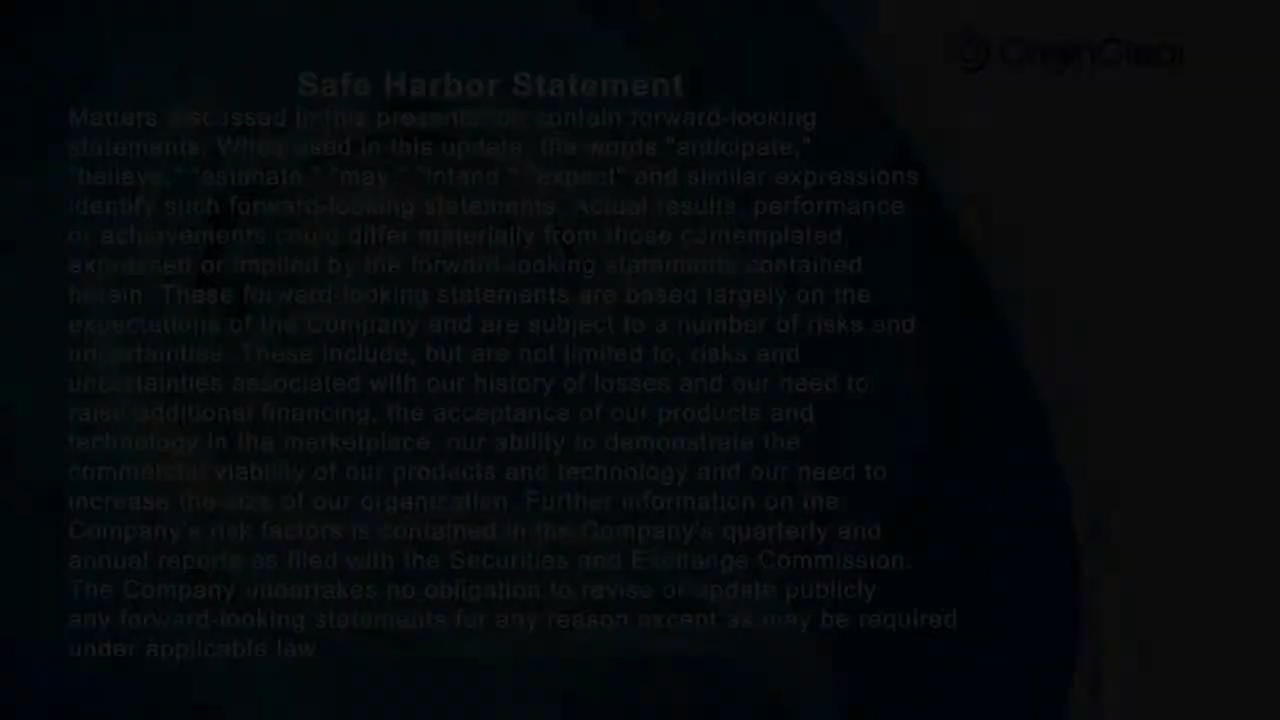 Safe Harbor Statement
Matters discussed in this presentation contain forward-looking
statements. When used in this update, the words "anticipate,"
"believe," "estimate," "may," "intend," "expect" and similar expressions
identify such forward-looking statements. Actual results, performance
or achievements could differ materially from those contemplated,
expressed or implied by the forward-looking statements contained
herein. These forward-looking statements are based largely on the
expectations of the Company and are subject to a number of risks and
uncertainties. These include, but are not limited to, risks and
uncertainties associated with our history of losses and our need to
raise additional financing, the acceptance of our products and
technology in the marketplace, our ability to demonstrate the
commercial viability of our products and technology and our need to
increase the size of our organization. Further information on the
Company's risk factors is contained in the Company's quarterly and
annual reports as filed with the Securities and Exchange Commission.
The Company undertakes no obligation to revise or update publicly
any forward-looking statements for any reason except as may be required
under applicable law